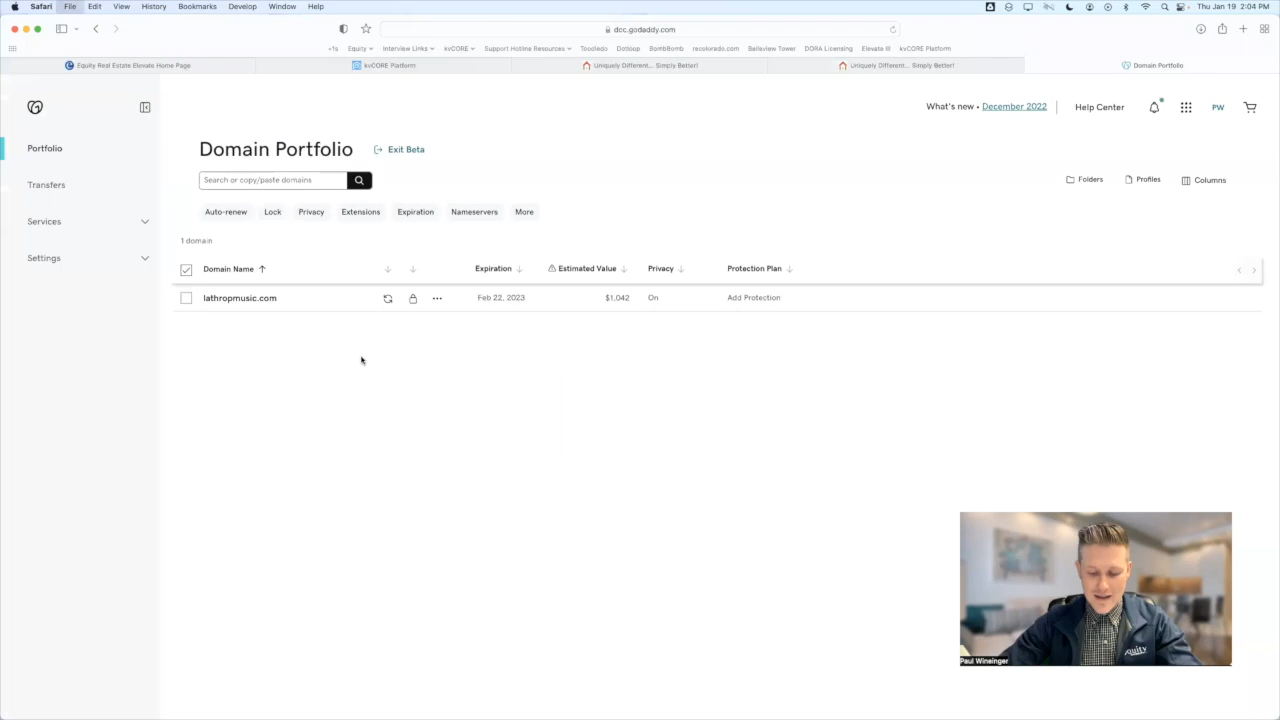 Safari File Edit View History Bookmarks Develop Window Help Thu Jan 19 2:04 PM
dcc.godaddy.com
+1s Equity Interview Links kvCORE Support Hotline Resources Toodledo Dotloop BombBomb recolorado.com Belleview Tower DORA Licensing Elevate III kvCORE Platform
Equity Real Estate Elevate Home Page kvCORE Platform Uniquely Different... Simply Better! Uniquely Different... Simply Better! Domain Portfolio
What's new • December 2022 Help Center PW
Portfolio
Transfers
Services
Settings
Domain Portfolio Exit Beta
Search or copy/paste domains
Folders Profiles Columns
Auto-renew Lock Privacy Extensions Expiration Nameservers More
1 domain
Domain Name Expiration Estimated Value Privacy Protection Plan
lathropmusic.com Feb 22, 2023 $1,042 On Add Protection
equity
Paul Wineinger